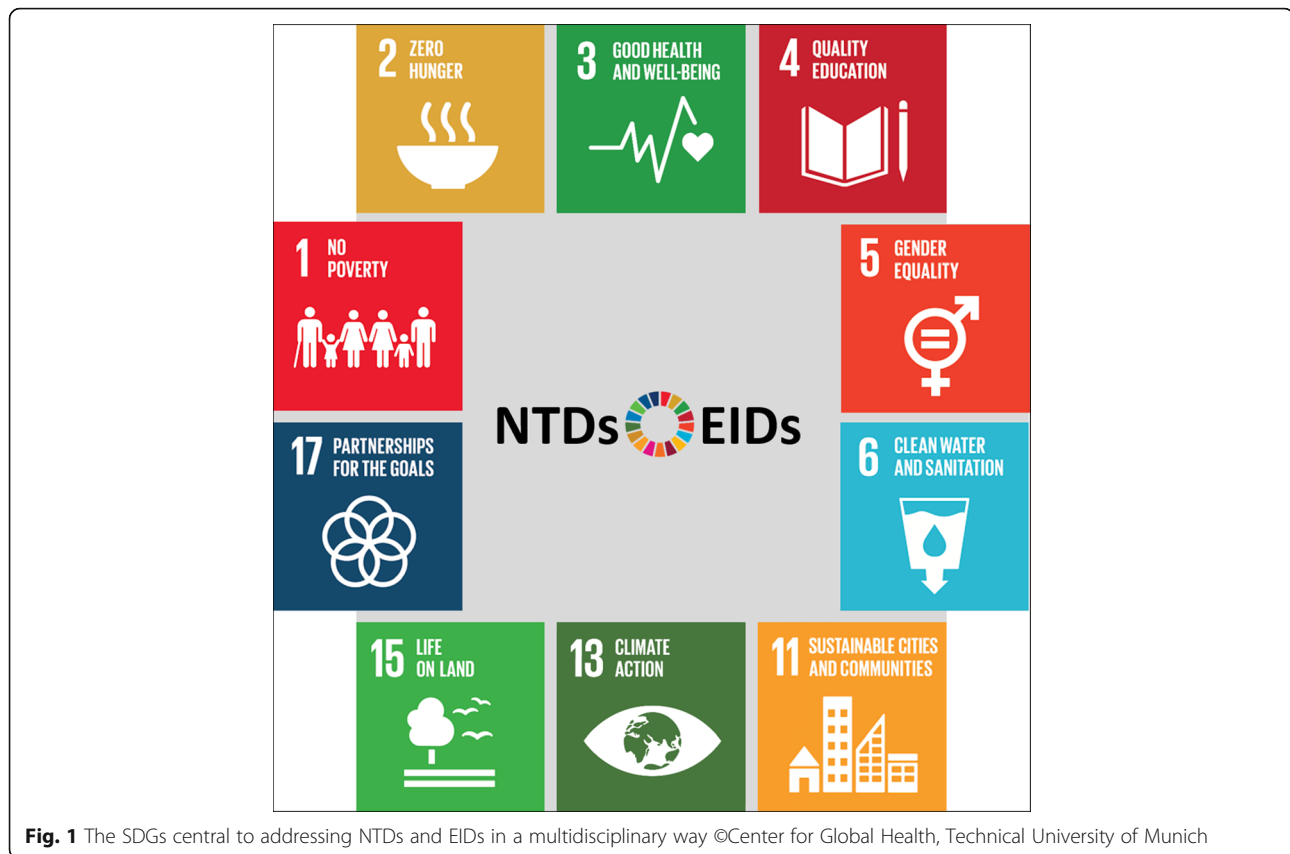 2 ZERO
HUNGER
3 GOOD HEALTH
AND WELL-BEING
4 QUALITY
EDUCATION
1 NO
POVERTY
5 GENDER
EQUALITY
NTDs EIDs
17 PARTNERSHIPS
FOR THE GOALS
6 CLEAN WATER
AND SANITATION
15 LIFE
ON LAND
13 CLIMATE
ACTION
11 SUSTAINABLE CITIES
AND COMMUNITIES
Fig. 1 The SDGs central to addressing NTDs and EIDs in a multidisciplinary way ©Center for Global Health, Technical University of Munich